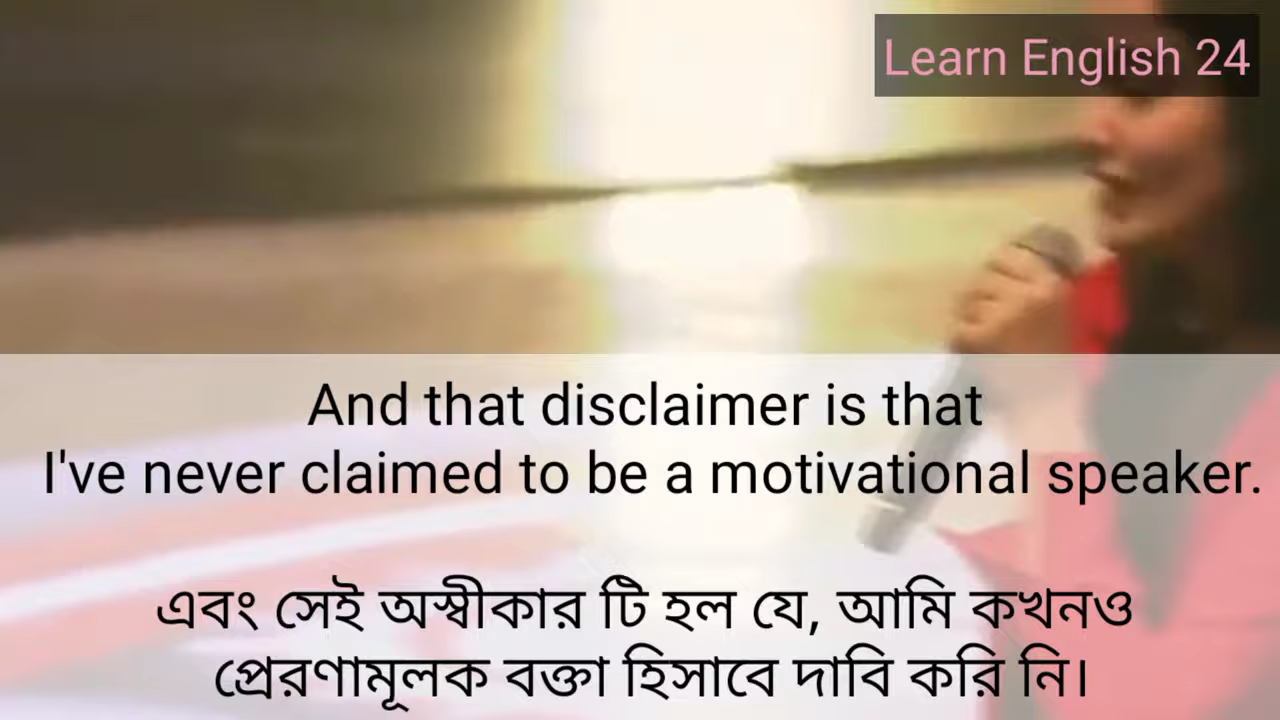 Learn English 24
And that disclaimer is that
I've never claimed to be a motivational speaker.
এবং সেই অস্বীকার টি হল যে, আমি কখনও
প্রেরণামূলক বক্তা হিসাবে দাবি করি নি।